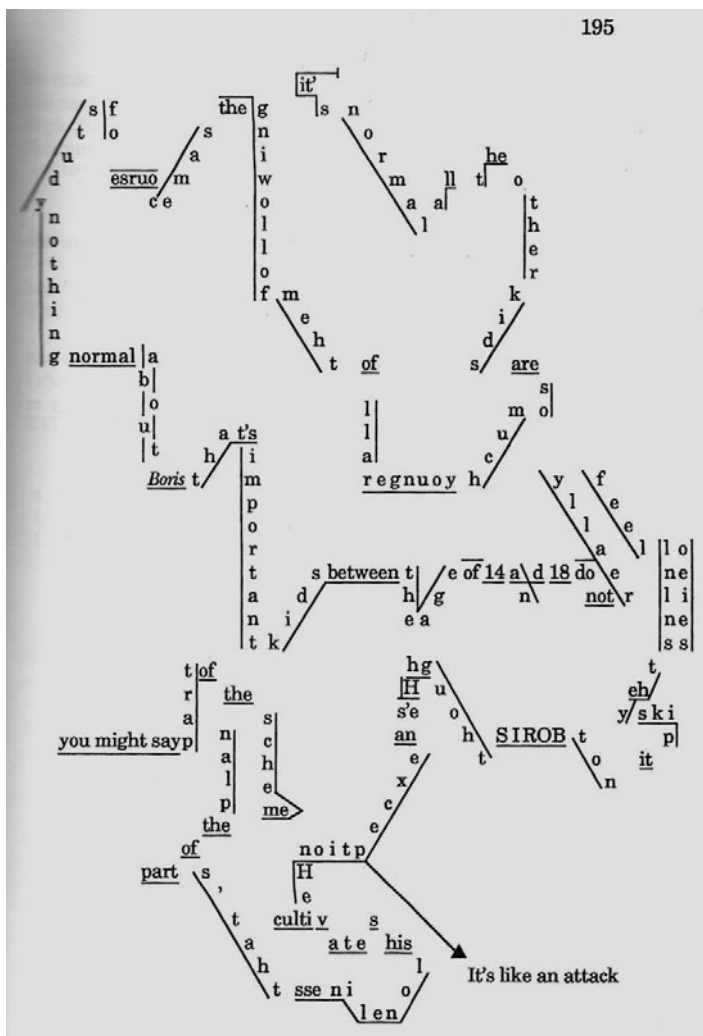 195
it's
normal
all
the
other
kids
are
so
much
younger
all
of
them
following
the
same
course
of
study
nothing
normal
about
Boris
that's
important
kids
between
the
age
of 14 and 18 do
not
really
feel
loneliness
they
skip
it
not
BORIS
though
He's
an
exception
He
cultivates
his
loneliness
that's
part
of
the
plan
you might say
part
of
the
scheme
It's like an attack